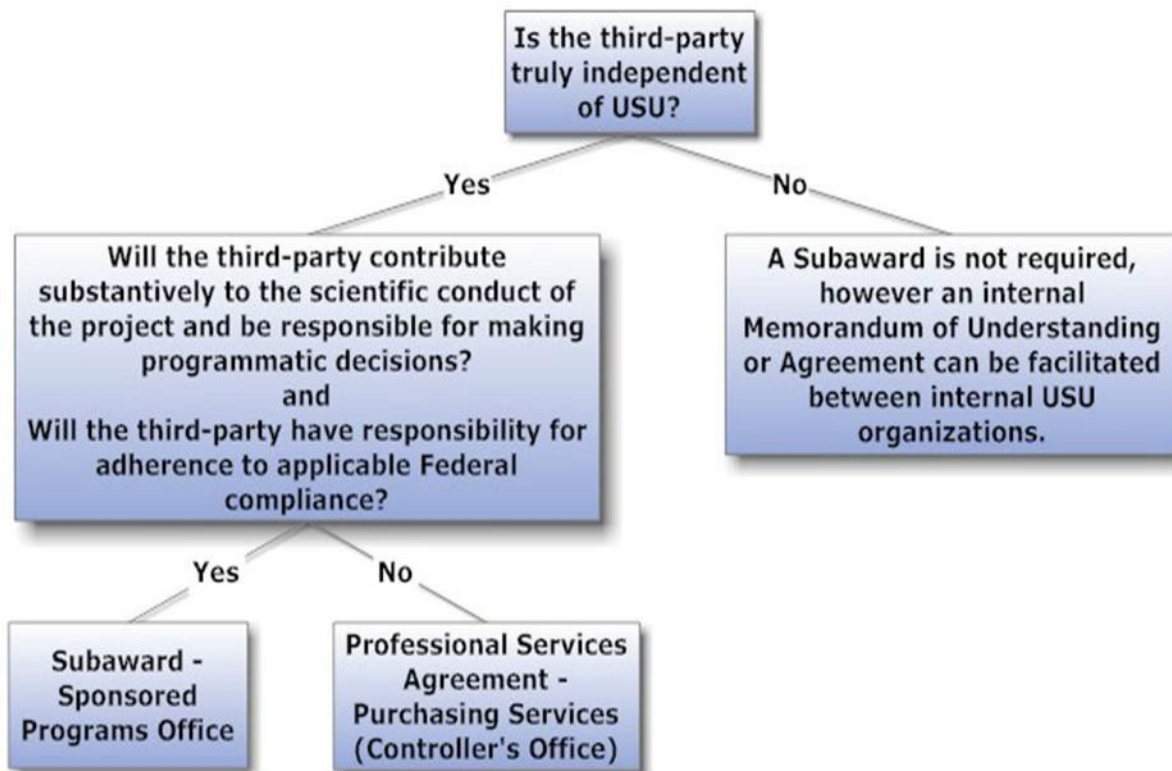 Is the third-party
truly independent
of USU?
Yes
No
Will the third-party contribute
substantively to the scientific conduct of
the project and be responsible for making
programmatic decisions?
and
Will the third-party have responsibility for
adherence to applicable Federal
compliance?
A Subaward is not required,
however an internal
Memorandum of Understanding
or Agreement can be facilitated
between internal USU
organizations.
Yes
No
Subaward -
Sponsored
Programs Office
Professional Services
Agreement -
Purchasing Services
(Controller's Office)